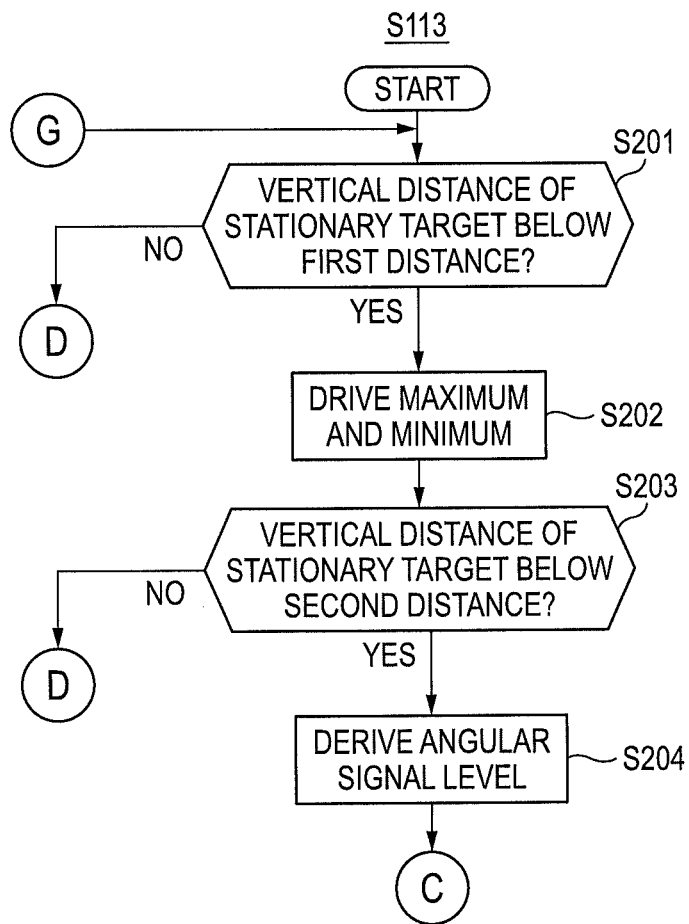 S113
START
G
S201
VERTICAL DISTANCE OF
STATIONARY TARGET BELOW
FIRST DISTANCE?
NO
YES
D
DRIVE MAXIMUM
AND MINIMUM
S202
S203
VERTICAL DISTANCE OF
STATIONARY TARGET BELOW
SECOND DISTANCE?
NO
YES
D
DERIVE ANGULAR
SIGNAL LEVEL
S204
C